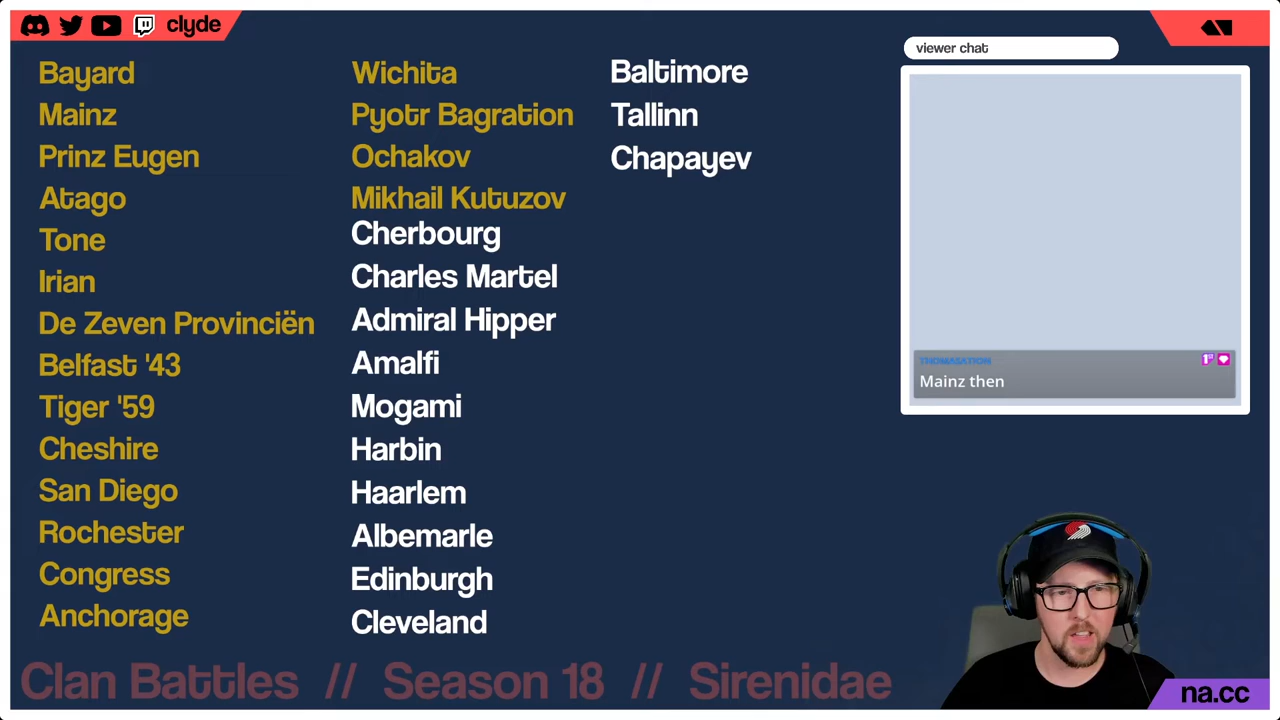 clyde
Bayard
Mainz
Prinz Eugen
Atago
Tone
Irian
De Zeven Provinciën
Belfast '43
Tiger '59
Cheshire
San Diego
Rochester
Congress
Anchorage
Wichita
Pyotr Bagration
Ochakov
Mikhail Kutuzov
Cherbourg
Charles Martel
Admiral Hipper
Amalfi
Mogami
Harbin
Haarlem
Albemarle
Edinburgh
Cleveland
Baltimore
Tallinn
Chapayev
viewer chat
THOMASATION
Mainz then
Clan Battles // Season 18 // Sirenidae
na.cc